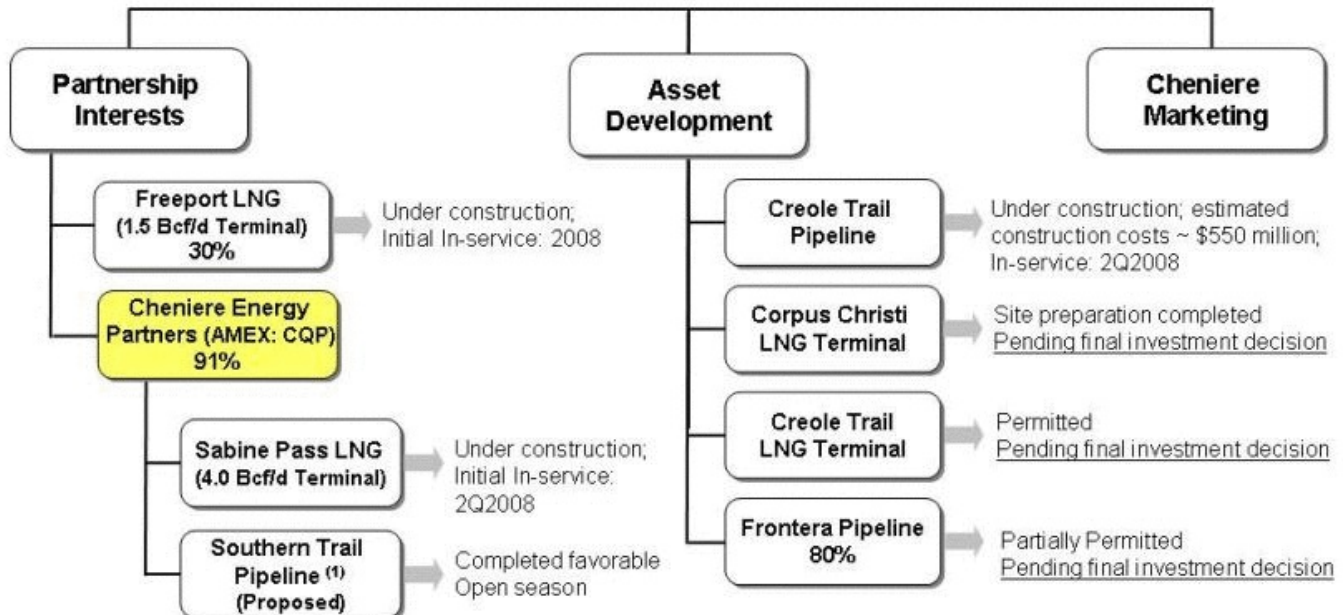 Partnership
Interests
Asset
Development
Cheniere
Marketing
Freeport LNG
(1.5 Bcf/d Terminal)
30%
Under construction;
Initial In-service: 2008
Cheniere Energy
Partners (AMEX: CQP)
91%
Sabine Pass LNG
(4.0 Bcf/d Terminal)
Under construction;
Initial In-service:
2Q2008
Southern Trail
Pipeline (1)
(Proposed)
Completed favorable
Open season
Creole Trail
Pipeline
Under construction; estimated
construction costs ~ $550 million;
In-service: 2Q2008
Corpus Christi
LNG Terminal
Site preparation completed
Pending final investment decision
Creole Trail
LNG Terminal
Permitted
Pending final investment decision
Frontera Pipeline
80%
Partially Permitted
Pending final investment decision